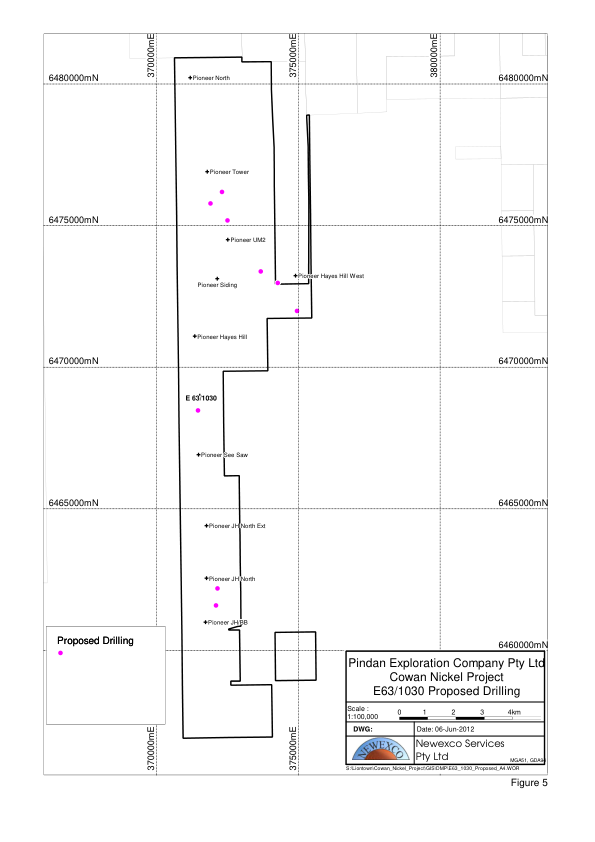 370000mE
375000mE
380000mE
6480000mN
6480000mN
Pioneer North
Pioneer Tower
6475000mN
6475000mN
Pioneer UM2
Pioneer Hayes Hill West
Pioneer Siding
Pioneer Hayes Hill
6470000mN
6470000mN
E 63/1030
Pioneer See Saw
6465000mN
6465000mN
Pioneer JH North Ext
Pioneer JH North
Pioneer JH/BB
6460000mN
Proposed Drilling
Pindan Exploration Company Pty Ltd
Cowan Nickel Project
E63/1030 Proposed Drilling
Scale :
1:100,000
0 1 2 3 4km
DWG:
Date: 06-Jun-2012
NEWEXCO
Newexco Services
Pty Ltd
MGA51, GDA94
S:\Liontown\Cowan_Nickel_Project\GIS\DMP\E63_1030_Proposed_A4.WOR
370000mE
375000mE
Figure 5